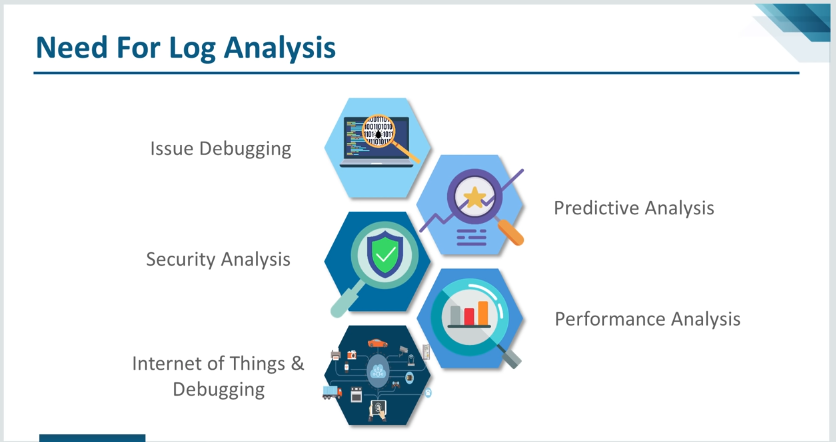 Need For Log Analysis
Issue Debugging
Predictive Analysis
Security Analysis
Performance Analysis
Internet of Things &
Debugging